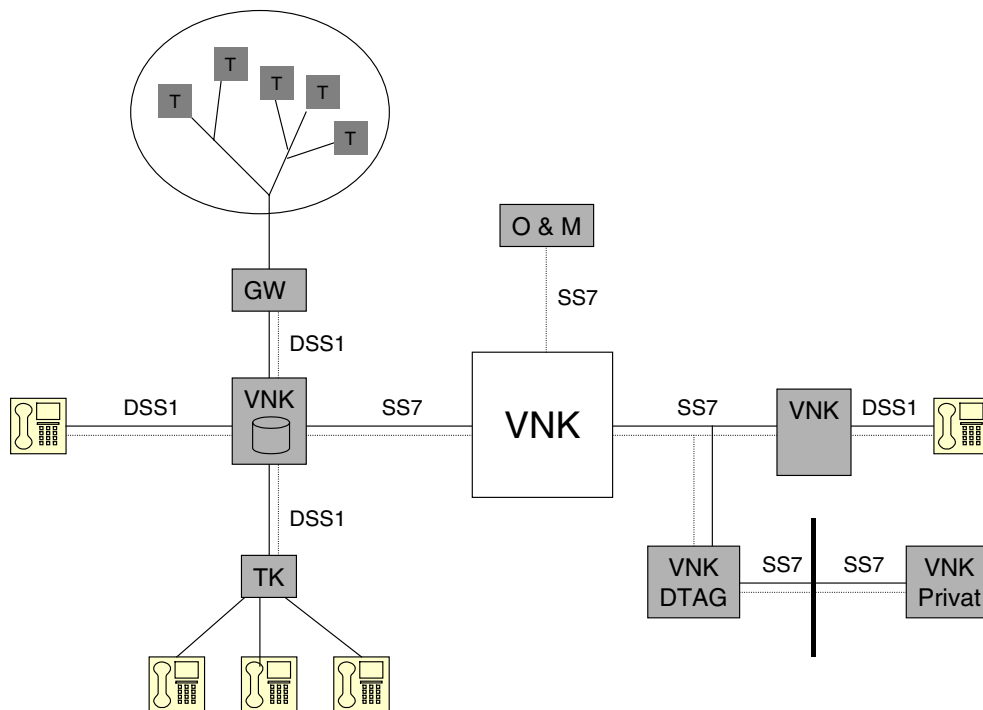 T
T
T
T
T
O & M
GW
SS7
DSS1
VNK
DSS1
SS7
VNK
SS7
VNK
DSS1
DSS1
TK
VNK
DTAG
SS7
SS7
VNK
Privat